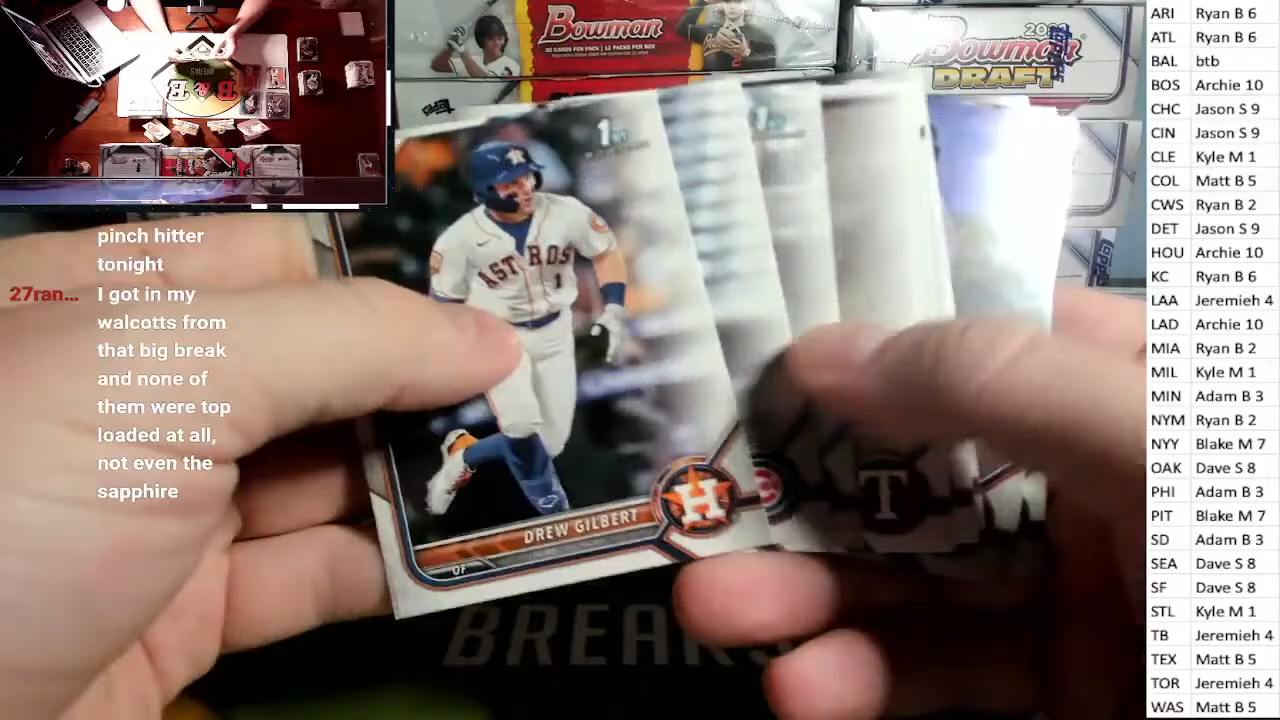 pinch hitter
tonight
27ran... I got in my
walcotts from
that big break
and none of
them were top
loaded at all,
not even the
sapphire
Bowman
32 CARDS PER PACK | 12 PACKS PER BOX
Bowman
DRAFT
topps
BREAKS
1st
ASTROS
1
H
DREW GILBERT
OF
T
BREAKS
ARI Ryan B 6
ATL Ryan B 6
BAL btb
BOS Archie 10
CHC Jason S 9
CIN Jason S 9
CLE Kyle M 1
COL Matt B 5
CWS Ryan B 2
DET Jason S 9
HOU Archie 10
KC Ryan B 6
LAA Jeremieh 4
LAD Archie 10
MIA Ryan B 2
MIL Kyle M 1
MIN Adam B 3
NYM Ryan B 2
NYY Blake M 7
OAK Dave S 8
PHI Adam B 3
PIT Blake M 7
SD Adam B 3
SEA Dave S 8
SF Dave S 8
STL Kyle M 1
TB Jeremieh 4
TEX Matt B 5
TOR Jeremieh 4
WAS Matt B 5